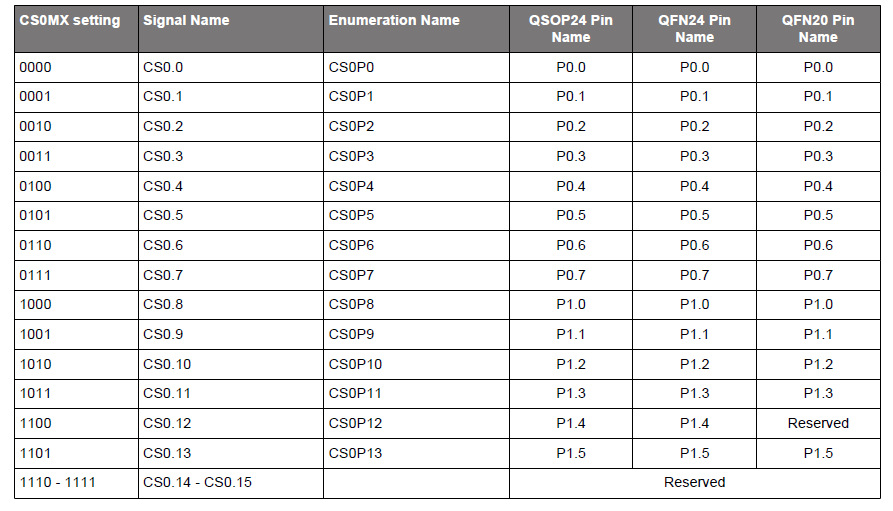 CS0MX setting Signal Name Enumeration Name QSOP24 Pin Name QFN24 Pin Name QFN20 Pin Name
0000 CS0.0 CS0P0 P0.0 P0.0 P0.0
0001 CS0.1 CS0P1 P0.1 P0.1 P0.1
0010 CS0.2 CS0P2 P0.2 P0.2 P0.2
0011 CS0.3 CS0P3 P0.3 P0.3 P0.3
0100 CS0.4 CS0P4 P0.4 P0.4 P0.4
0101 CS0.5 CS0P5 P0.5 P0.5 P0.5
0110 CS0.6 CS0P6 P0.6 P0.6 P0.6
0111 CS0.7 CS0P7 P0.7 P0.7 P0.7
1000 CS0.8 CS0P8 P1.0 P1.0 P1.0
1001 CS0.9 CS0P9 P1.1 P1.1 P1.1
1010 CS0.10 CS0P10 P1.2 P1.2 P1.2
1011 CS0.11 CS0P11 P1.3 P1.3 P1.3
1100 CS0.12 CS0P12 P1.4 P1.4 Reserved
1101 CS0.13 CS0P13 P1.5 P1.5 P1.5
1110 - 1111 CS0.14 - CS0.15 Reserved